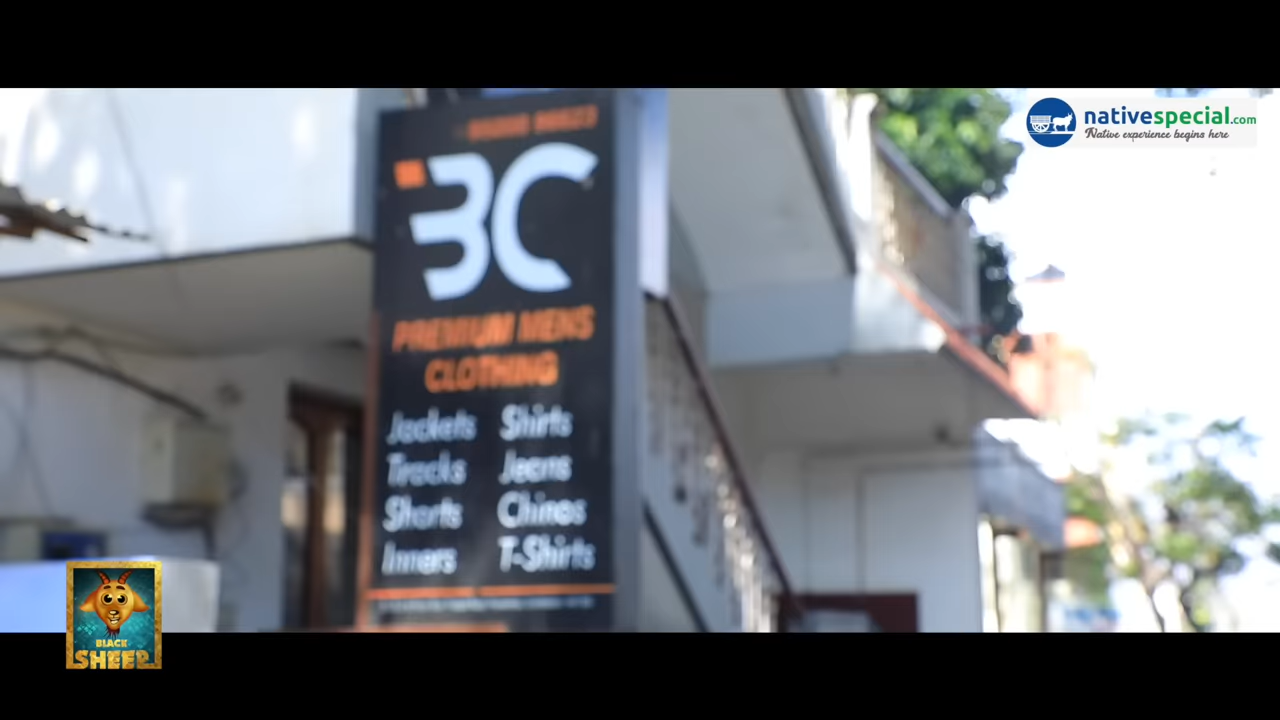 nativespecial.com
Native experience begins here
BC
PREMIUM MENS
CLOTHING
Jackets Shirts
Tracks Jeans
Shorts Chinos
Inners T-Shirts
BLACK
SHEEP